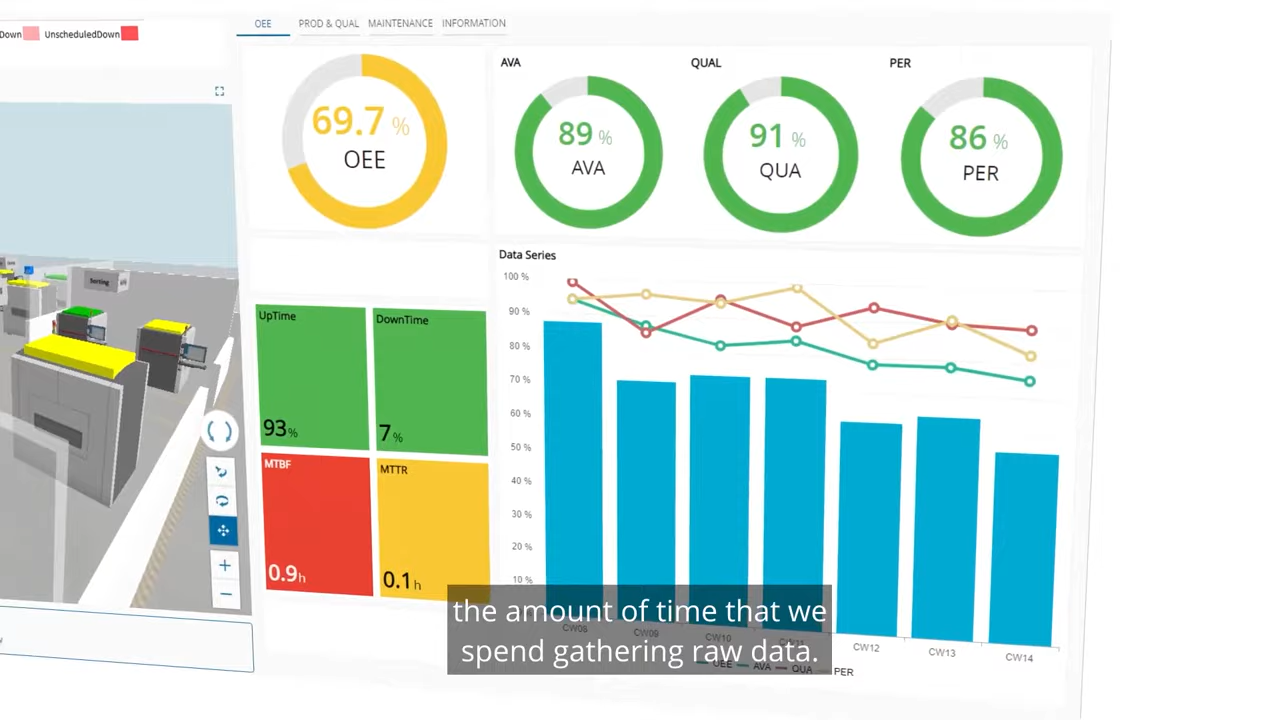 Down UnscheduledDown
OEE PROD & QUAL MAINTENANCE INFORMATION
69.7 %
OEE
AVA
89 %
AVA
QUAL
91 %
QUA
PER
86 %
PER
Sorting
UpTime
93 %
DownTime
7 %
MTBF
0.9 h
MTTR
0.1 h
Data Series
100 %
90 %
80 %
70 %
60 %
50 %
40 %
30 %
20 %
10 %
CW08 CW09 CW10 CW11 CW12 CW13 CW14
OEE AVA QUA PER
the amount of time that we
spend gathering raw data.